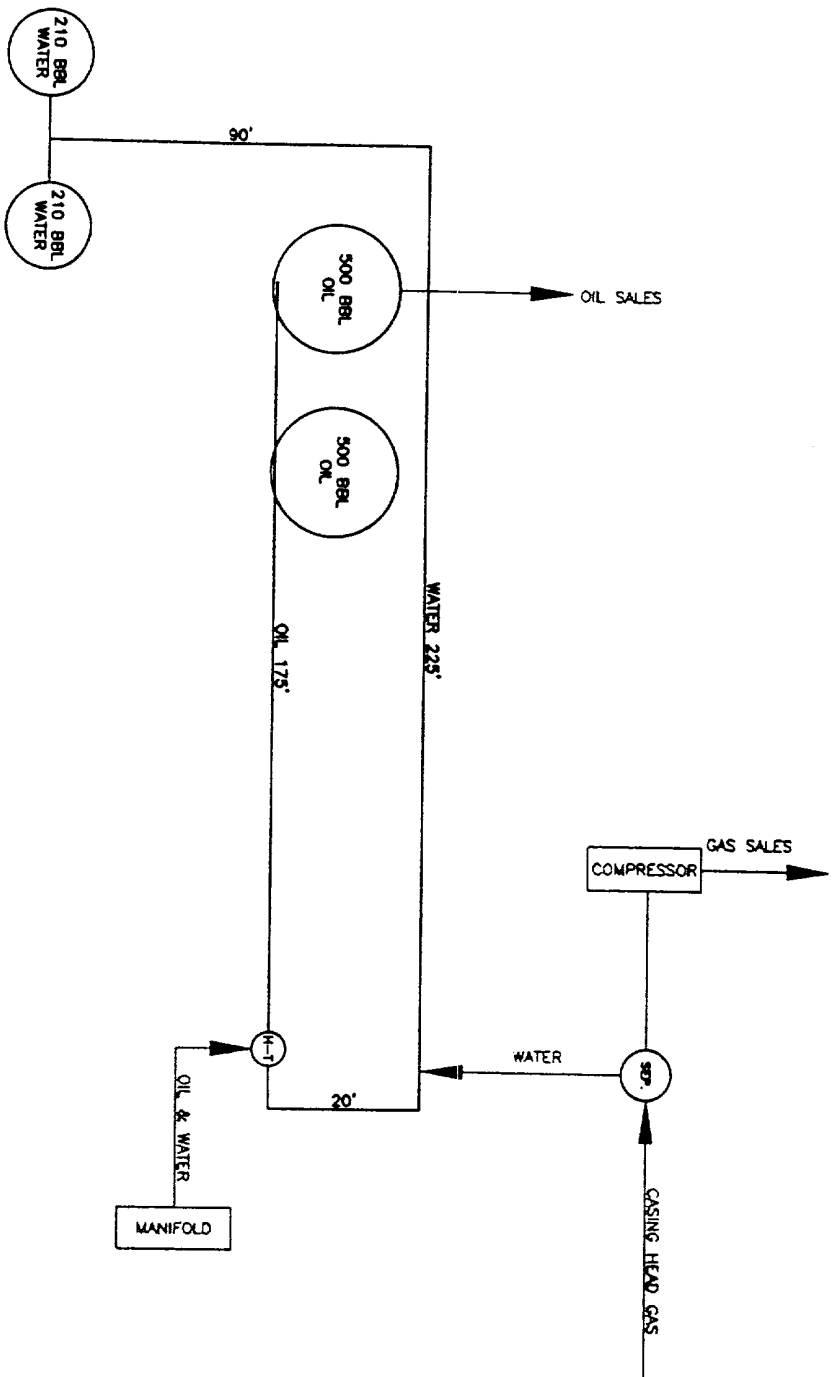 210 BBL
WATER
90'
210 BBL
WATER
500 BBL
OIL
OIL SALES
500 BBL
OIL
WATER 225'
OIL 175'
GAS SALES
COMPRESSOR
H-T
WATER
SEP.
20'
OIL & WATER
MANIFOLD
CASING HEAD GAS